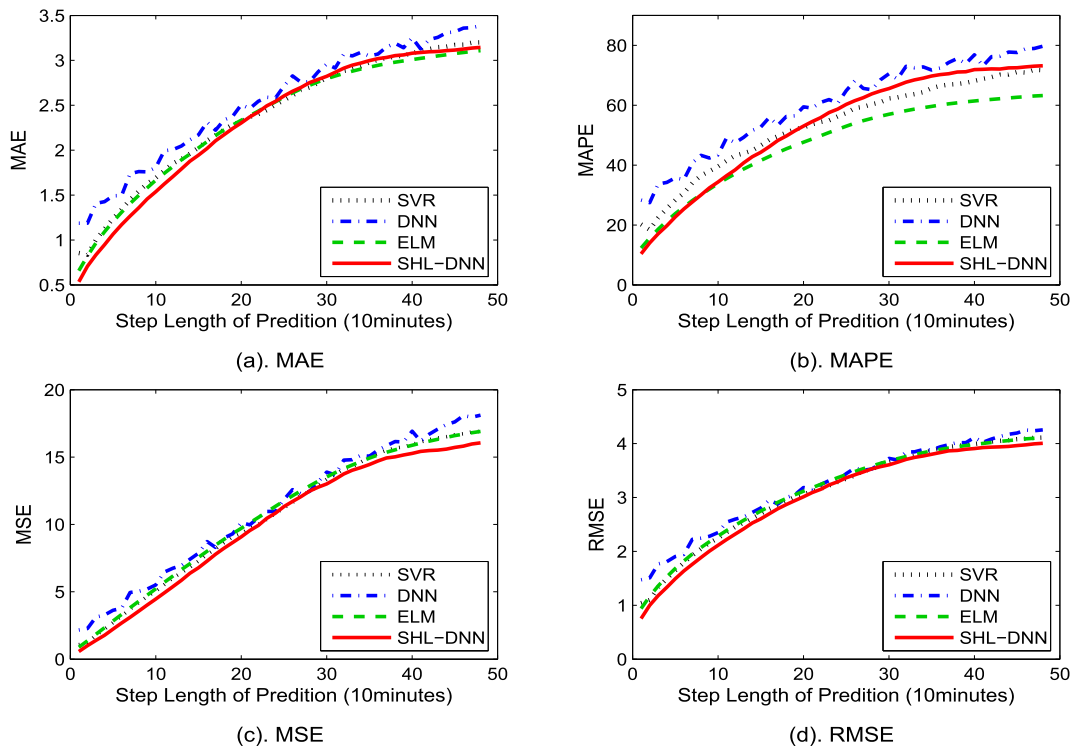 3.5
3
2.5
2
1.5
1
0.5
MAE
0 10 20 30 40 50
Step Length of Predition (10minutes)
SVR
DNN
ELM
SHL-DNN
(a). MAE
80
60
40
20
0
MAPE
0 10 20 30 40 50
Step Length of Predition (10minutes)
SVR
DNN
ELM
SHL-DNN
(b). MAPE
20
15
10
5
0
MSE
0 10 20 30 40 50
Step Length of Predition (10minutes)
SVR
DNN
ELM
SHL-DNN
(c). MSE
5
4
3
2
1
0
RMSE
0 10 20 30 40 50
Step Length of Predition (10minutes)
SVR
DNN
ELM
SHL-DNN
(d). RMSE